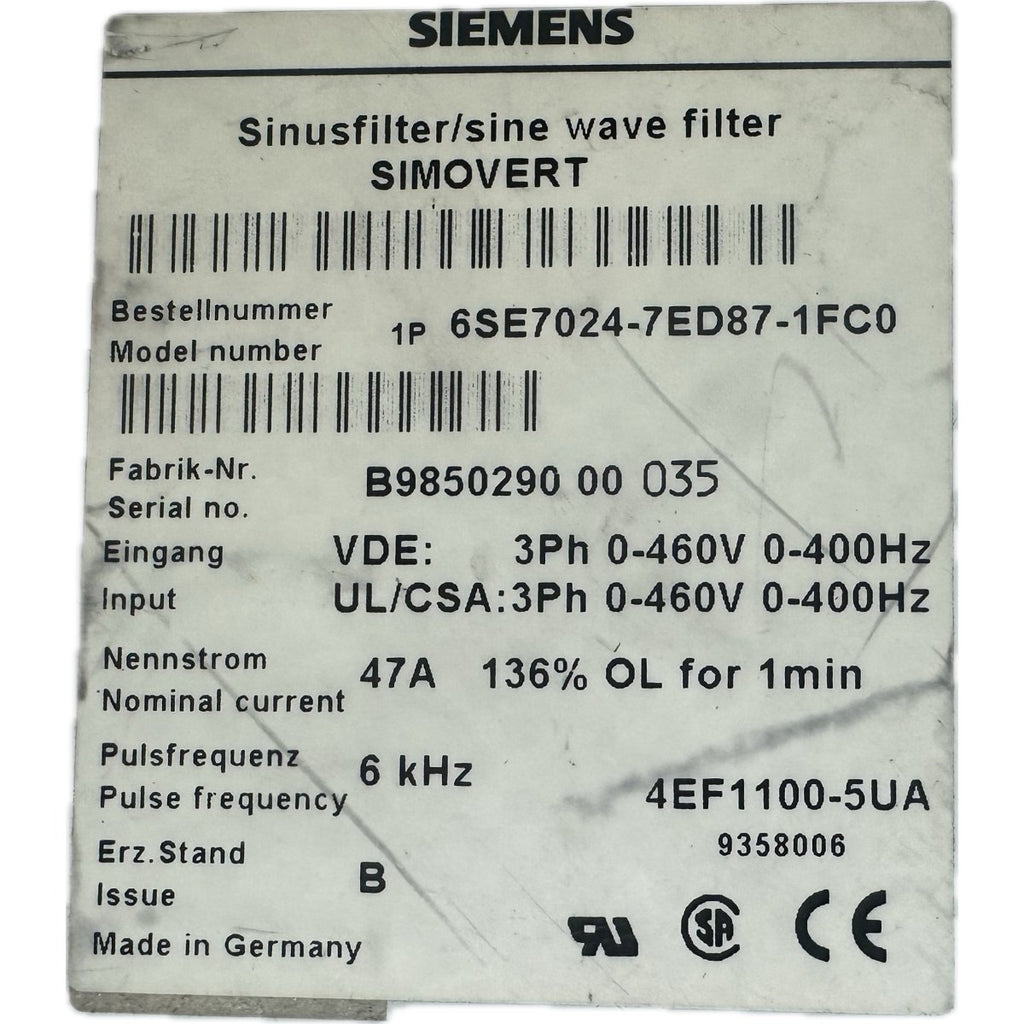 SIEMENS
Sinusfilter/sine wave filter
SIMOVERT
Bestellnummer
Model number
1P 6SE7024-7ED87-1FC0
Fabrik-Nr.
Serial no.
B9850290 00 035
Eingang VDE: 3Ph 0-460V 0-400Hz
Input UL/CSA:3Ph 0-460V 0-400Hz
Nennstrom
Nominal current
47A 136% OL for 1min
Pulsfrequenz
Pulse frequency
6 kHz
4EF1100-5UA
9358006
Erz.Stand
Issue
B
Made in Germany
RU SA CE